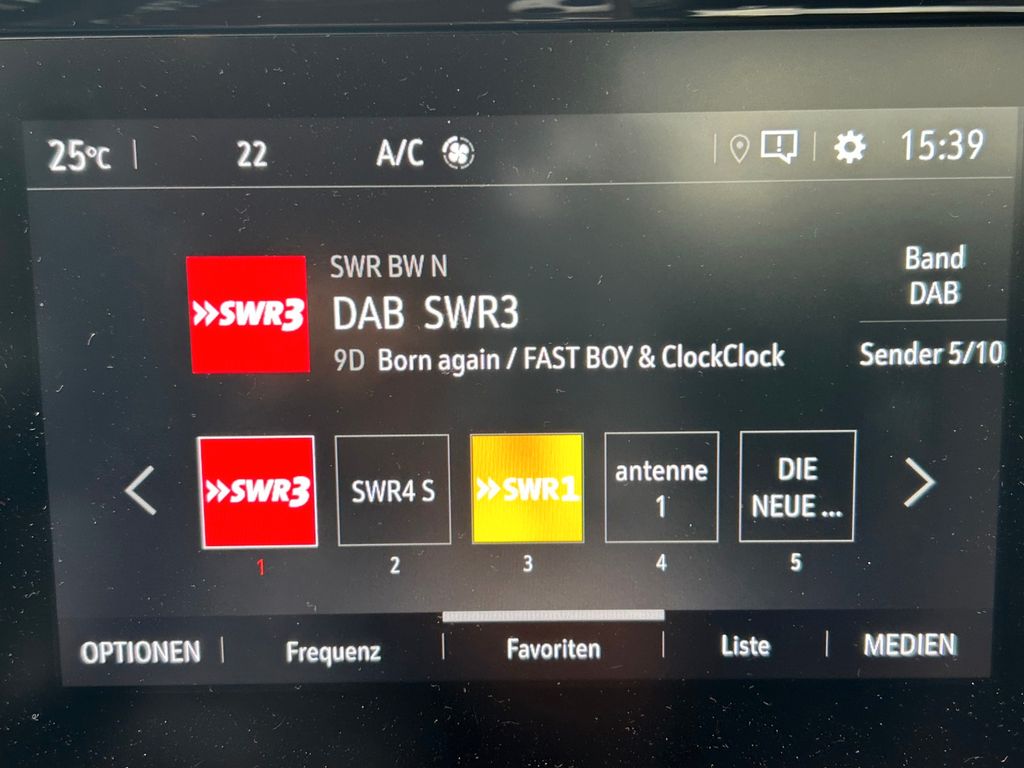 25°C 22 A/C 15:39
SWR BW N
DAB SWR3
9D Born again / FAST BOY & ClockClock
Band
DAB
Sender 5/10
»SWR3
»SWR3
1
SWR4 S
2
»SWR1
3
antenne
1
4
DIE
NEUE ...
5
OPTIONEN Frequenz Favoriten Liste MEDIEN